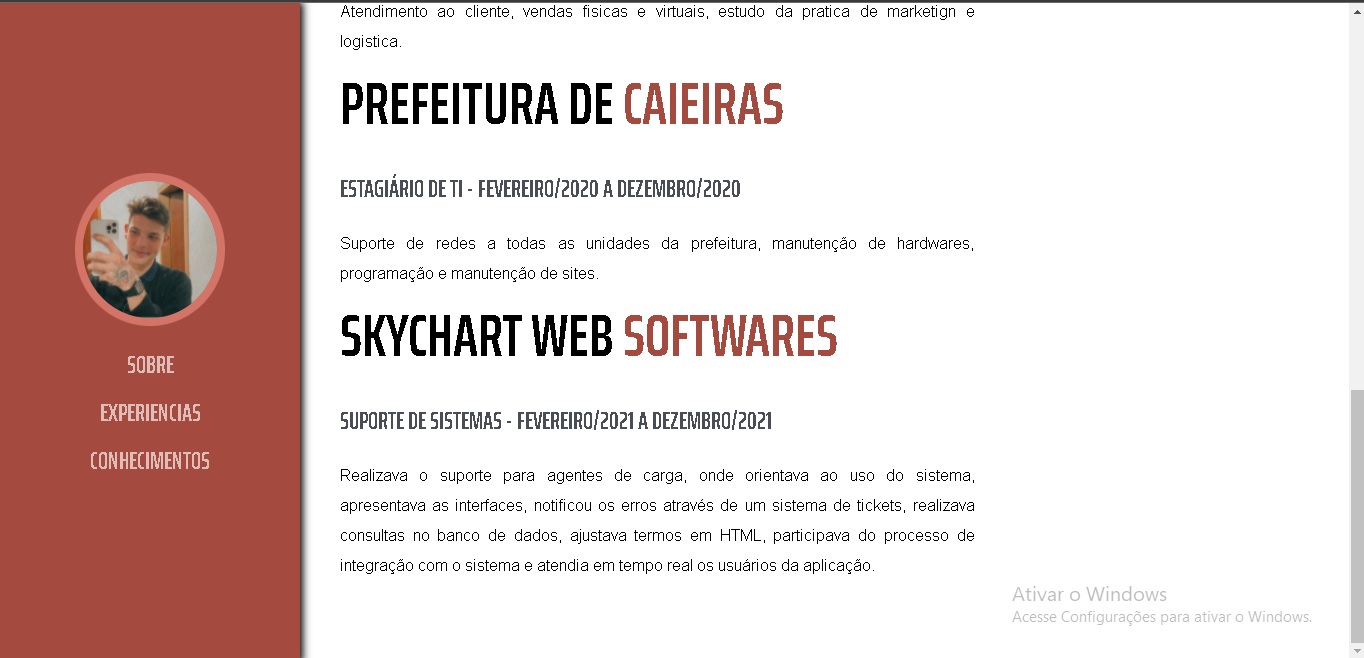 Atendimento ao cliente, vendas fisicas e virtuais, estudo da pratica de marketign e
logistica.
PREFEITURA DE CAIEIRAS
ESTAGIÁRIO DE TI - FEVEREIRO/2020 A DEZEMBRO/2020
Suporte de redes a todas as unidades da prefeitura, manutenção de hardwares,
programação e manutenção de sites.
SKYCHART WEB SOFTWARES
SUPORTE DE SISTEMAS - FEVEREIRO/2021 A DEZEMBRO/2021
Realizava o suporte para agentes de carga, onde orientava ao uso do sistema,
apresentava as interfaces, notificou os erros através de um sistema de tickets, realizava
consultas no banco de dados, ajustava termos em HTML, participava do processo de
integração com o sistema e atendia em tempo real os usuários da aplicação.
SOBRE
EXPERIENCIAS
CONHECIMENTOS
Ativar o Windows
Acesse Configurações para ativar o Windows.